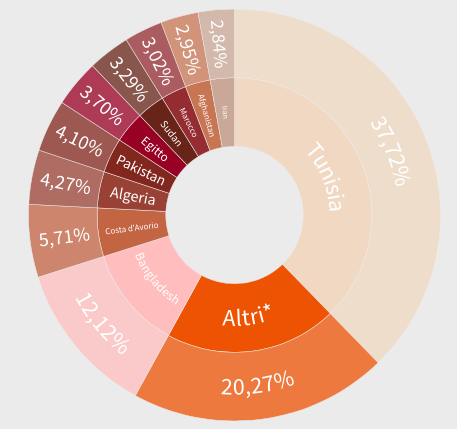 Tunisia
37,72%
Altri*
20,27%
Bangladesh
12,12%
Costa d'Avorio
5,71%
Algeria
4,27%
Pakistan
4,10%
Egitto
3,70%
Sudan
3,29%
Marocco
3,02%
Afghanistan
2,95%
Iran
2,84%